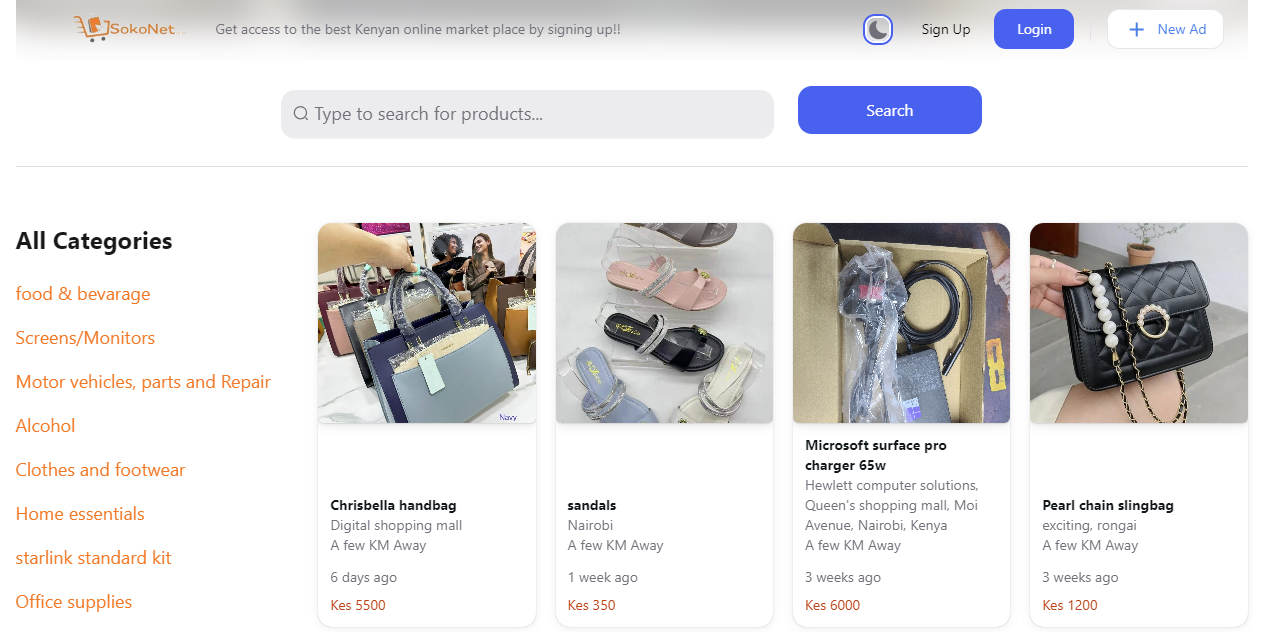 SokoNet
Get access to the best Kenyan online market place by signing up!!
Sign Up
Login
New Ad
Type to search for products...
Search
All Categories
food & bevarage
Screens/Monitors
Motor vehicles, parts and Repair
Alcohol
Clothes and footwear
Home essentials
starlink standard kit
Office supplies
Navy
Chrisbella handbag
Digital shopping mall
A few KM Away
6 days ago
Kes 5500
sandals
Nairobi
A few KM Away
1 week ago
Kes 350
Microsoft surface pro
charger 65w
Hewlett computer solutions,
Queen's shopping mall, Moi
Avenue, Nairobi, Kenya
A few KM Away
3 weeks ago
Kes 6000
Pearl chain slingbag
exciting, rongai
A few KM Away
3 weeks ago
Kes 1200